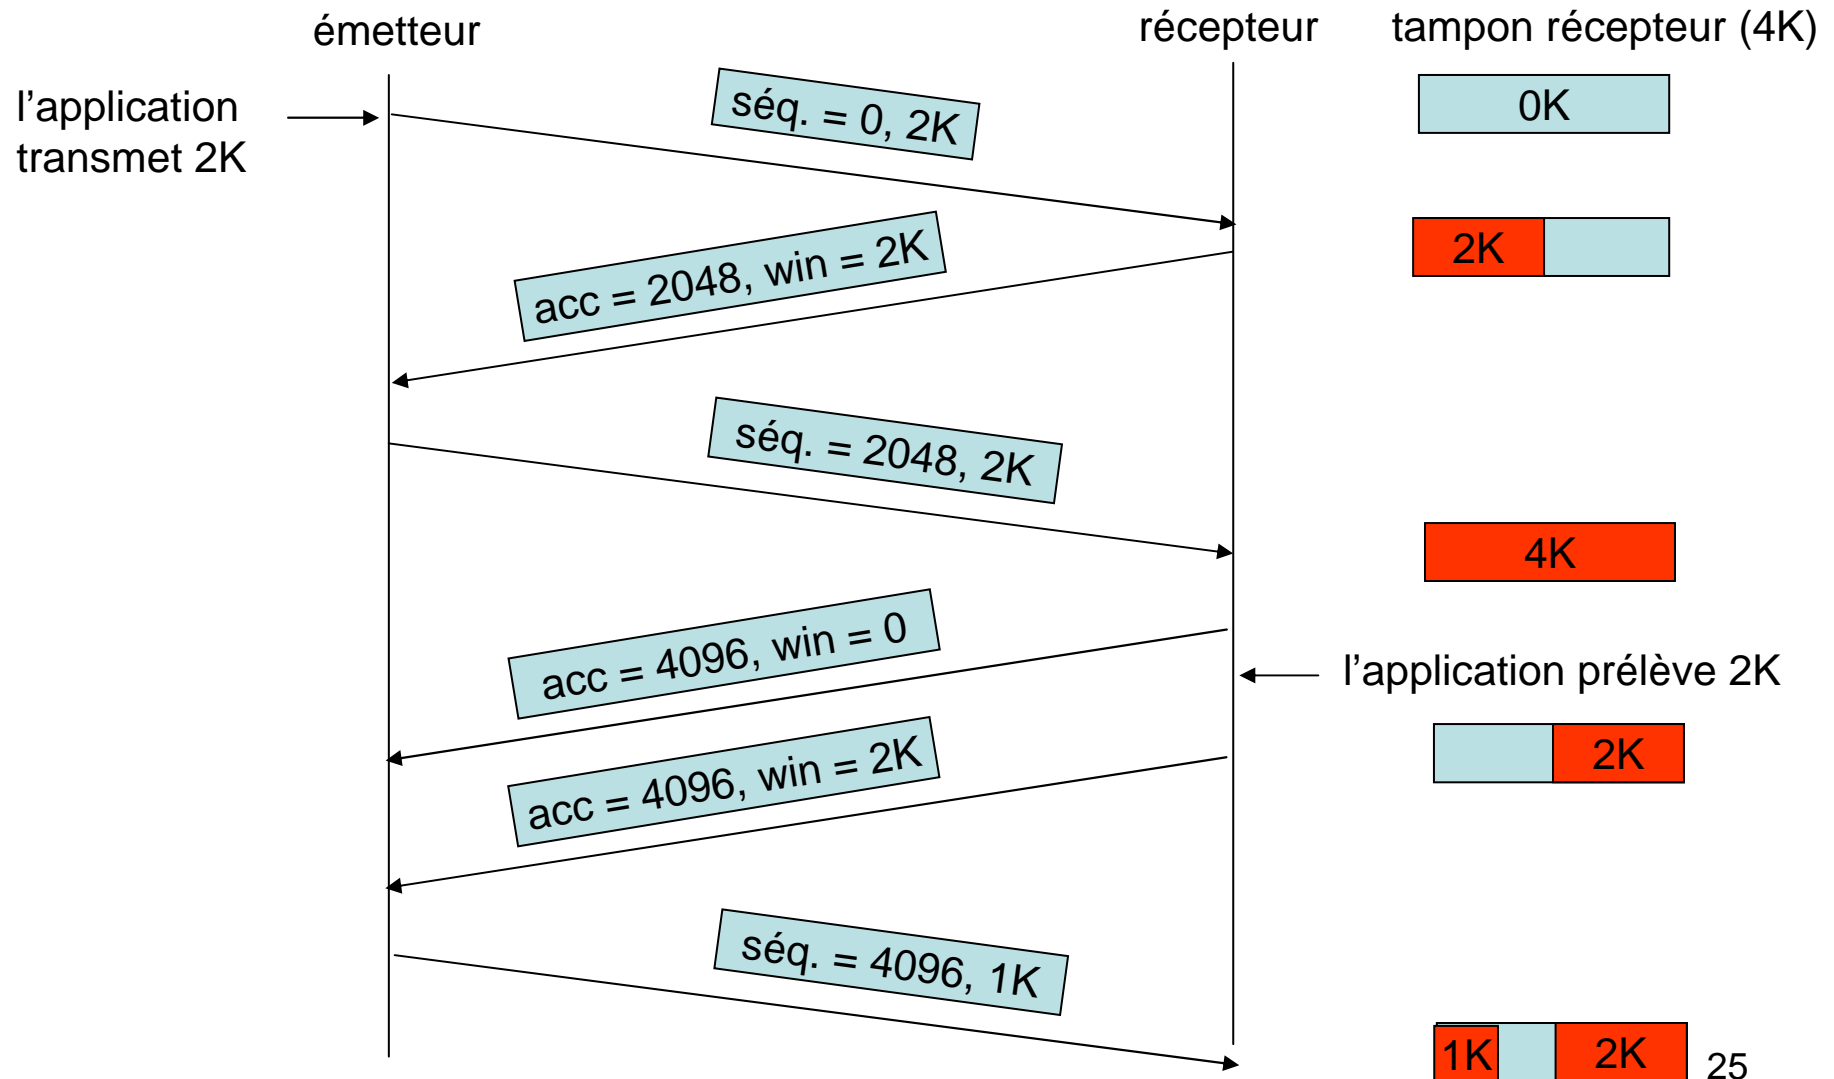 émetteur
récepteur
tampon récepteur (4K)
l’application
transmet 2K
séq. = 0, 2K
0K
acc = 2048, win = 2K
2K
séq. = 2048, 2K
4K
acc = 4096, win = 0
l’application prélève 2K
acc = 4096, win = 2K
2K
séq. = 4096, 1K
1K
2K
25